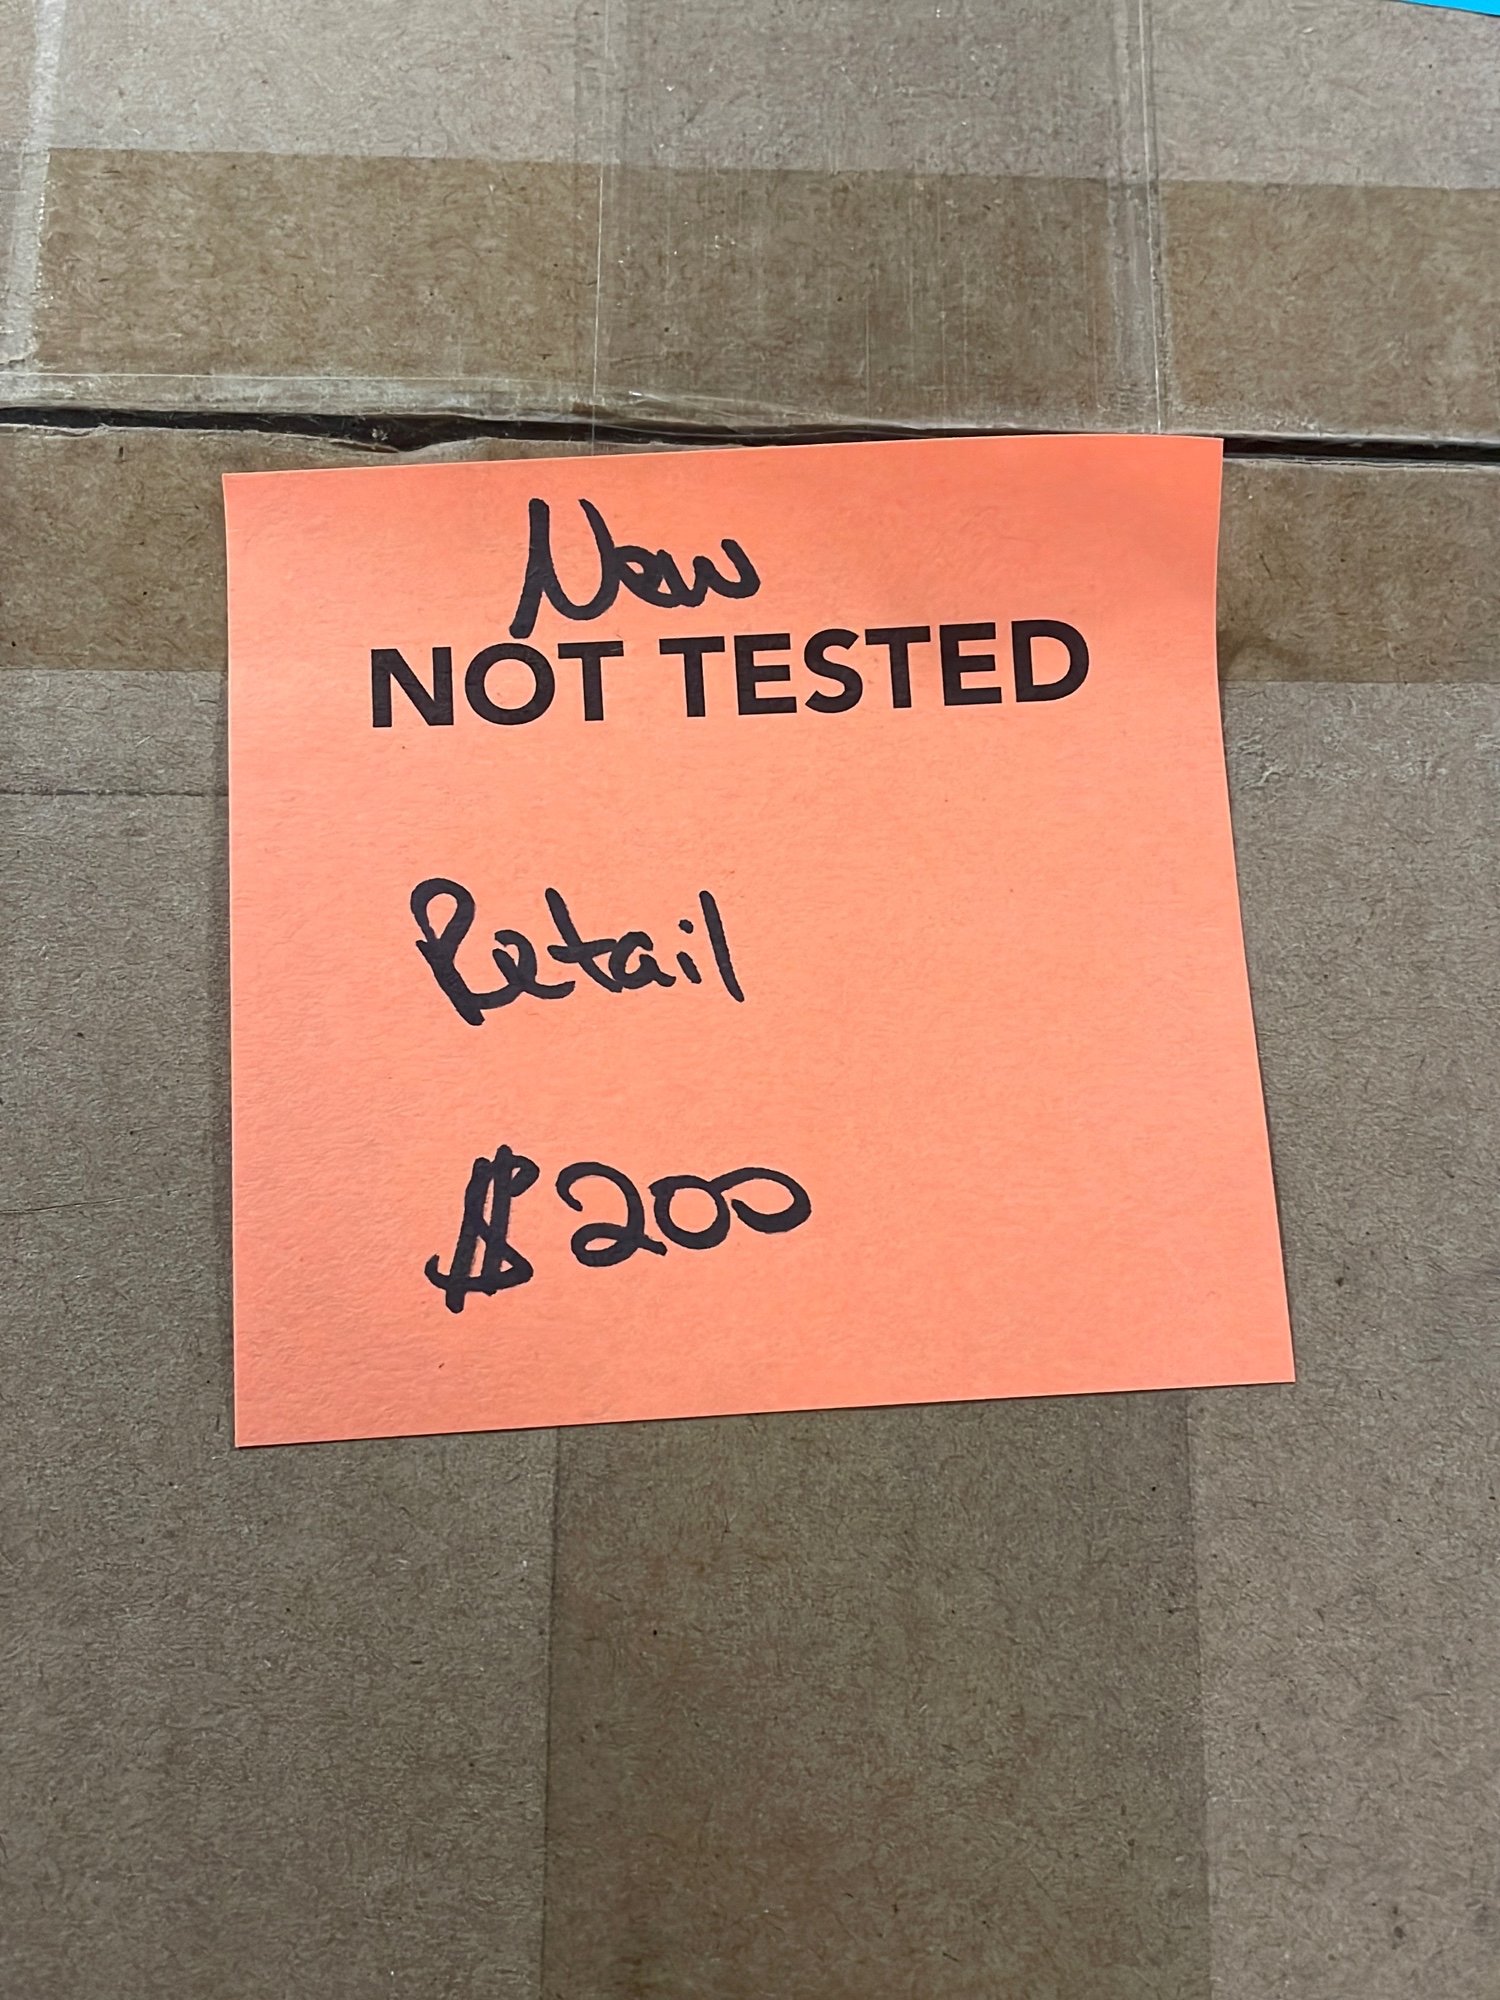 New
NOT TESTED
Retail
$200